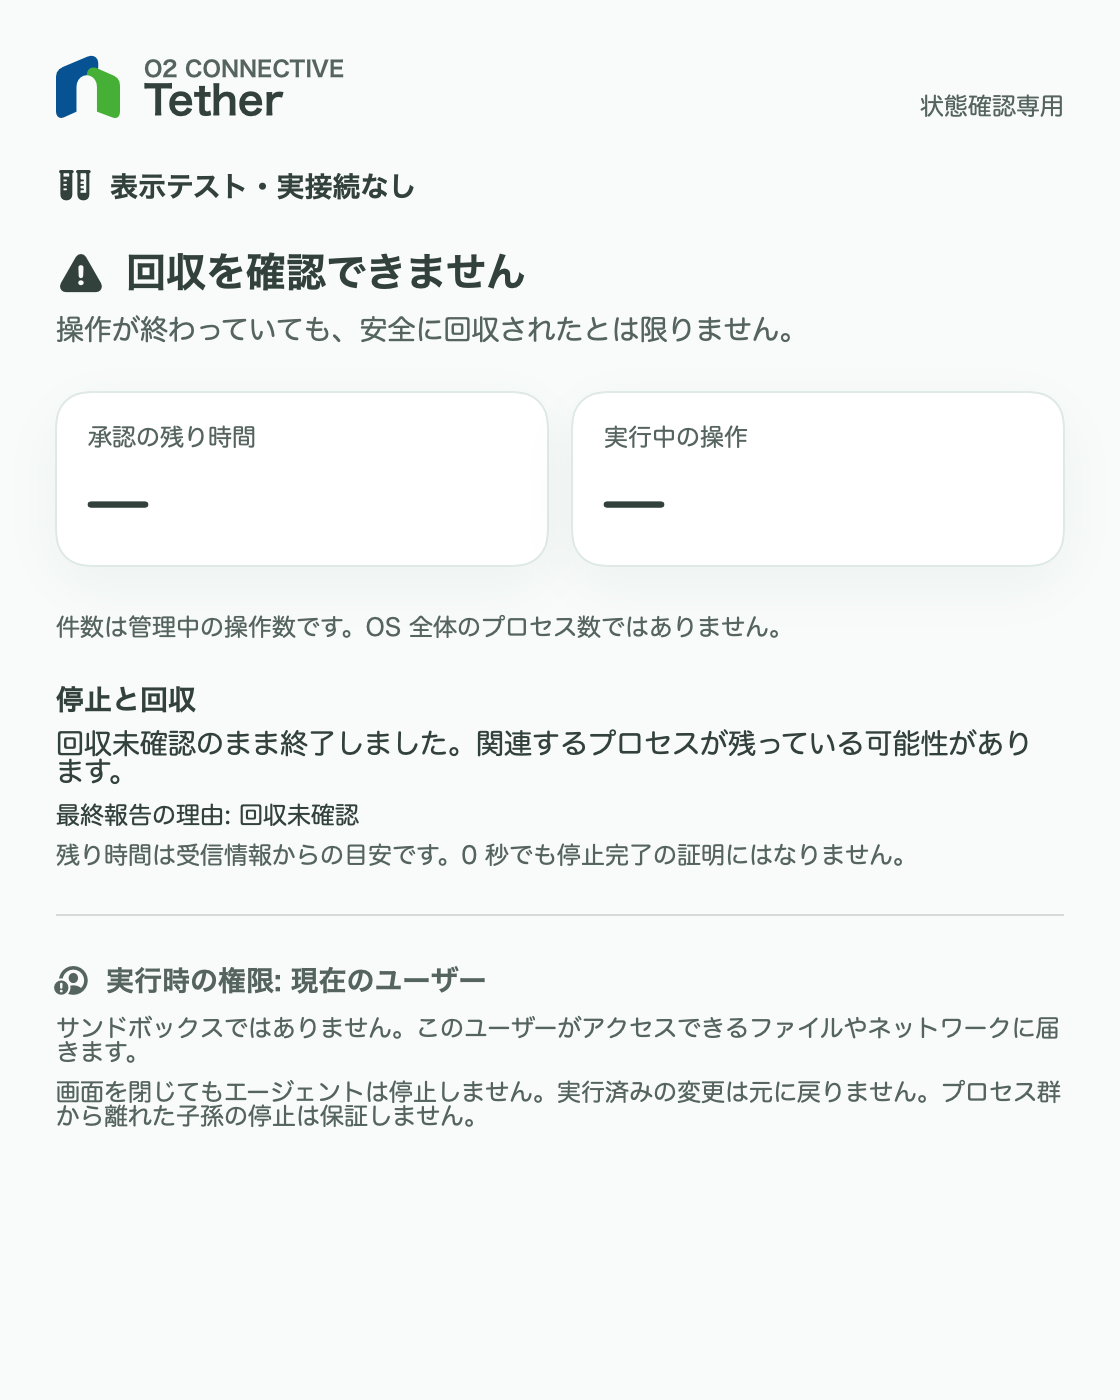 O2 CONNECTIVE
Tether
状態確認専用
表示テスト・実接続なし
回収を確認できません
操作が終わっていても、安全に回収されたとは限りません。
承認の残り時間
実行中の操作
—
—
件数は管理中の操作数です。OS 全体のプロセス数ではありません。
停止と回収
回収未確認のまま終了しました。関連するプロセスが残っている可能性があり
ます。
最終報告の理由: 回収未確認
残り時間は受信情報からの目安です。0 秒でも停止完了の証明にはなりません。
実行時の権限: 現在のユーザー
サンドボックスではありません。このユーザーがアクセスできるファイルやネットワークに届
きます。
画面を閉じてもエージェントは停止しません。実行済みの変更は元に戻りません。プロセス群
から離れた子孫の停止は保証しません。